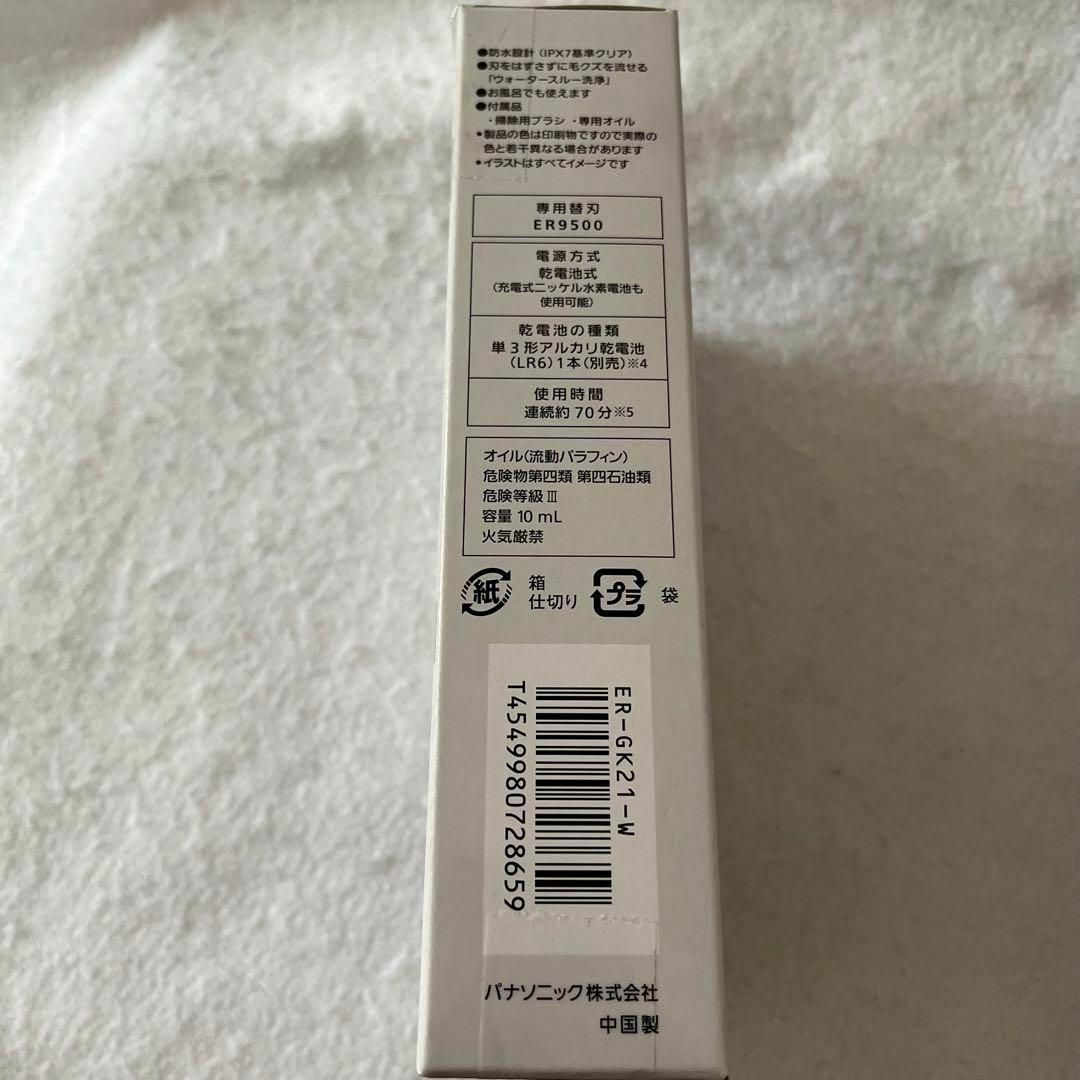 ●防水設計(IPX7基準クリア)
●刃をはずさずに毛クズを流せる
「ウォータースルー洗浄」
●お風呂でも使えます
●付属品
・掃除用ブラシ ・専用オイル
•製品の色は印刷物ですので実際の
色と若干異なる場合があります
•イラストはすべてイメージです
専用替刃
ER9500
電源方式
乾電池式
(充電式ニッケル水素電池も
使用可能)
乾電池の種類
単3形アルカリ乾電池
(LR6)1本(別売)※4
使用時間
連続約70分※5
オイル(流動パラフィン)
危険物第四類 第四石油類
危険等級Ⅲ
容量 10 mL
火気厳禁
紙
箱
仕切り
プラ
袋
ER-GK21-W
T4549980728659
パナソニック株式会社
中国製